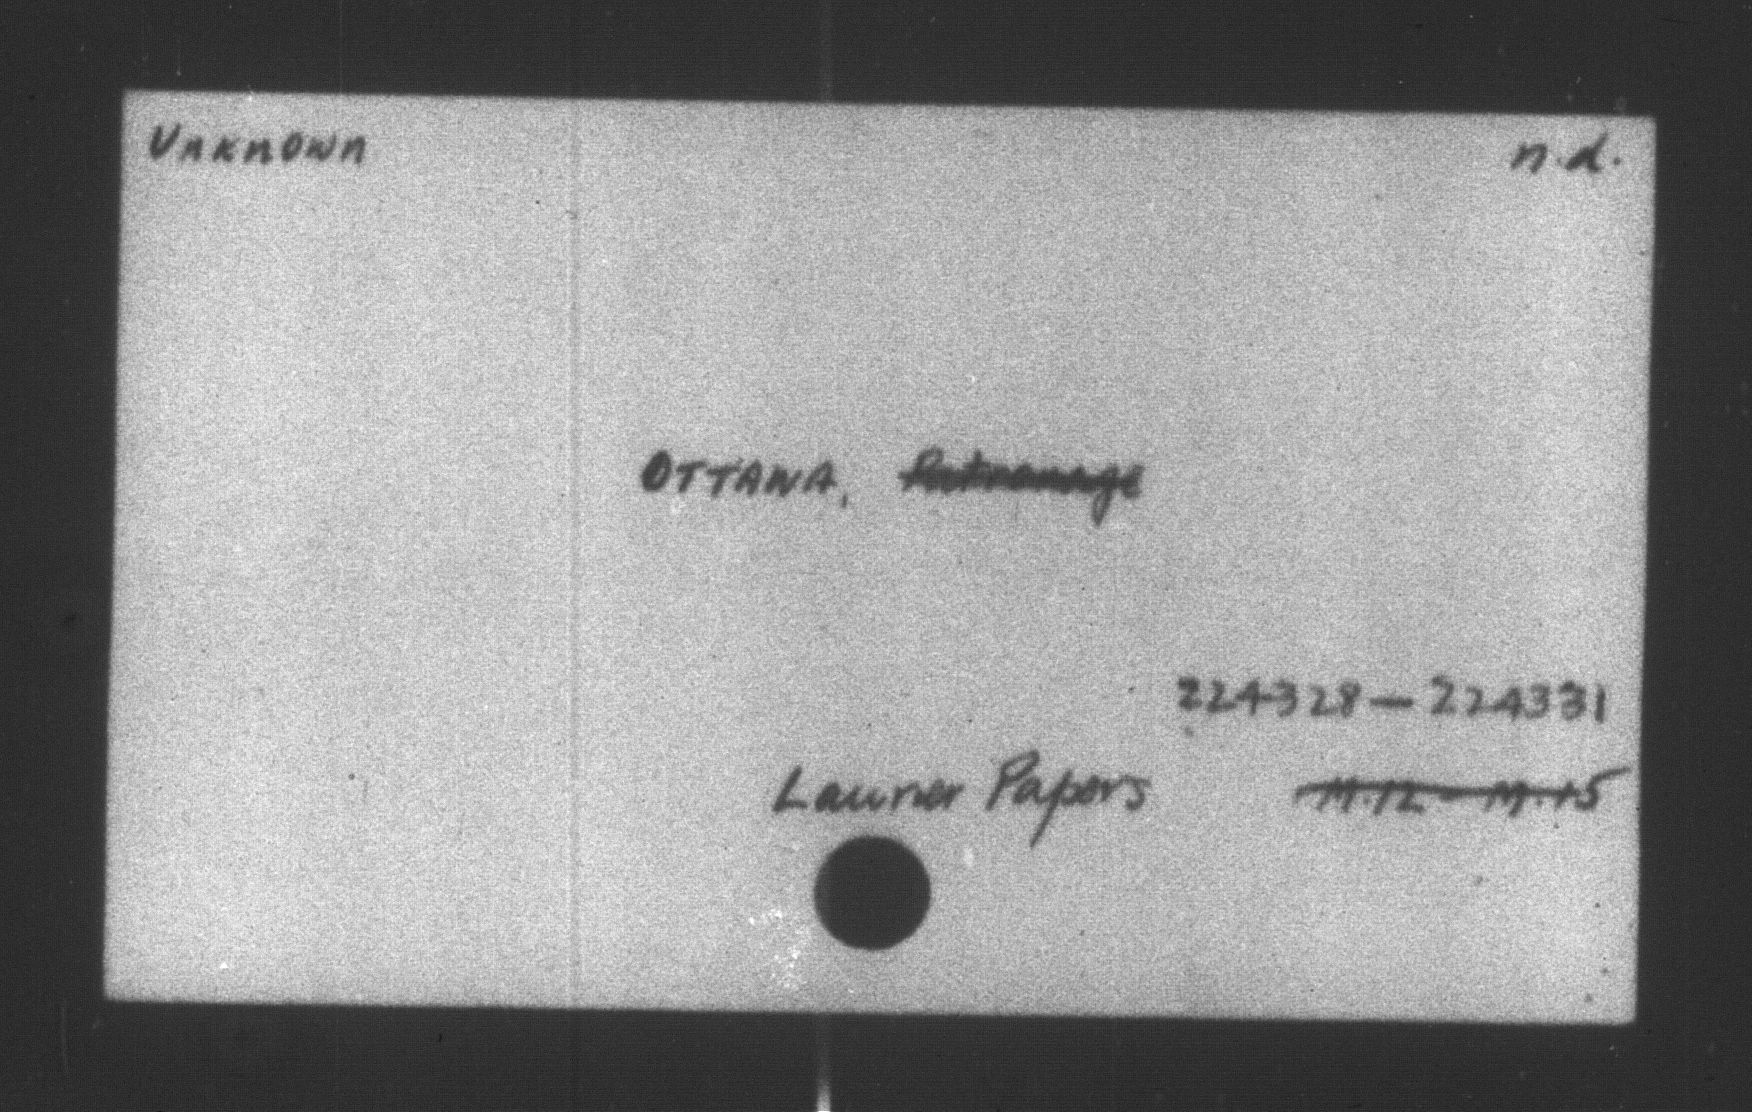 Unknown n.d.
OTTAWA, Patronage
224328 — 224331
Laurier Papers M.12 - M.15